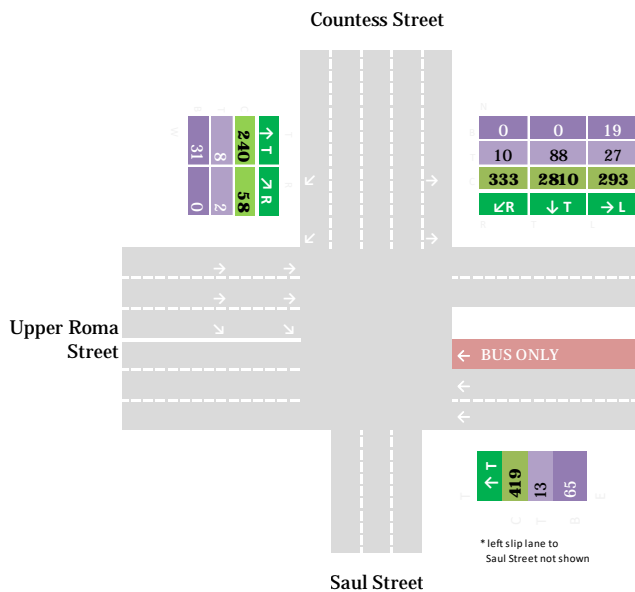 Countess Street
240 ↑ T
8
31
58 ↗ R
2
0
0 0 19
10 88 27
333 2810 293
↙R ↓ T → L
Upper Roma
Street
← BUS ONLY
← T 419 13 65
* left slip lane to
Saul Street not shown
Saul Street